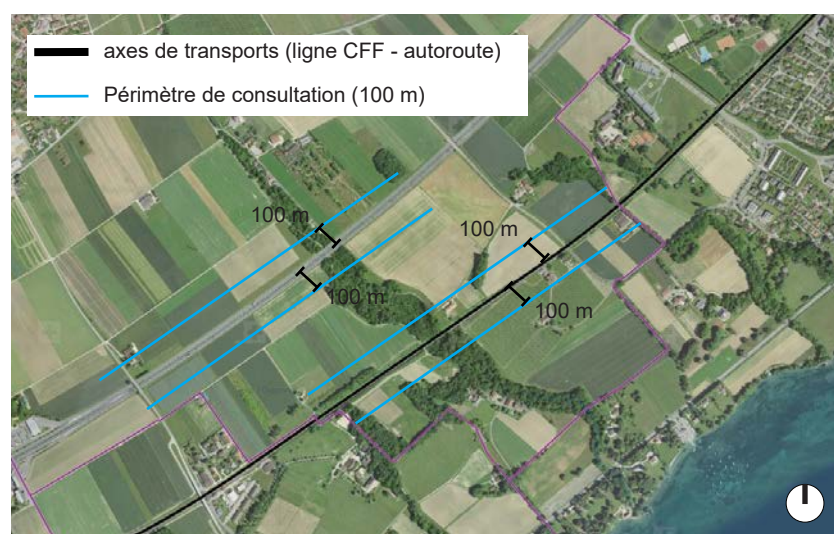 axes de transports (ligne CFF - autoroute)
Périmètre de consultation (100 m)
100 m
100 m
100 m
100 m